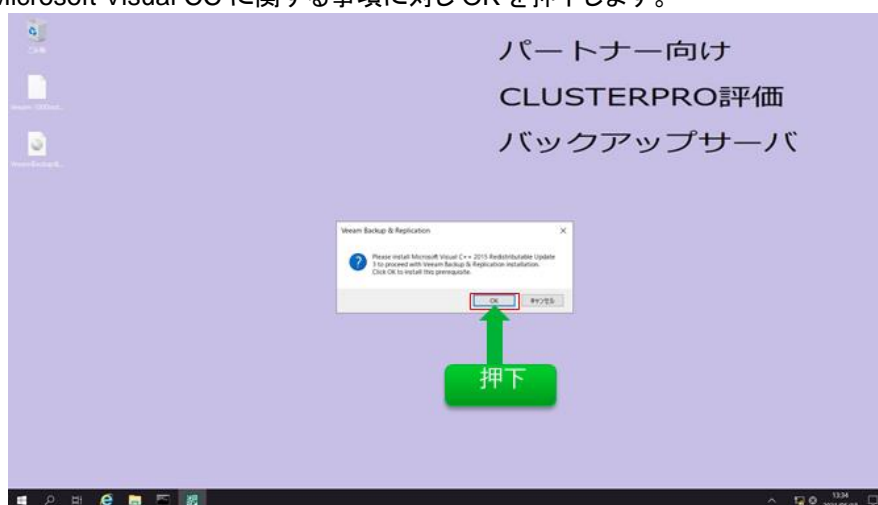 Microsoft Visual CC に関する事項に対し OK を押下します。
パートナー向け
CLUSTERPRO評価
バックアップサーバ
Veeam Backup & Replication
Please install Microsoft Visual C++ 2015 Redistributable Update
3 to proceed with Veeam Backup & Replication installation.
Click OK to install this prerequisite.
OK
キャンセル
押下
13:34